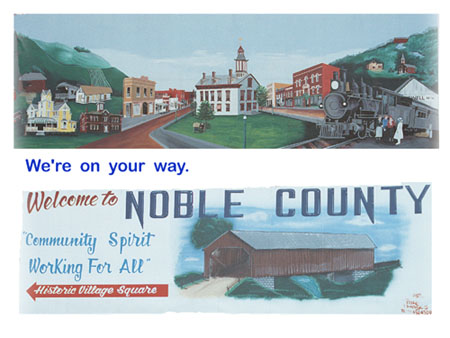 We're on your way.
Welcome to NOBLE COUNTY
"Community Spirit
Working For All"
Historic Village Square